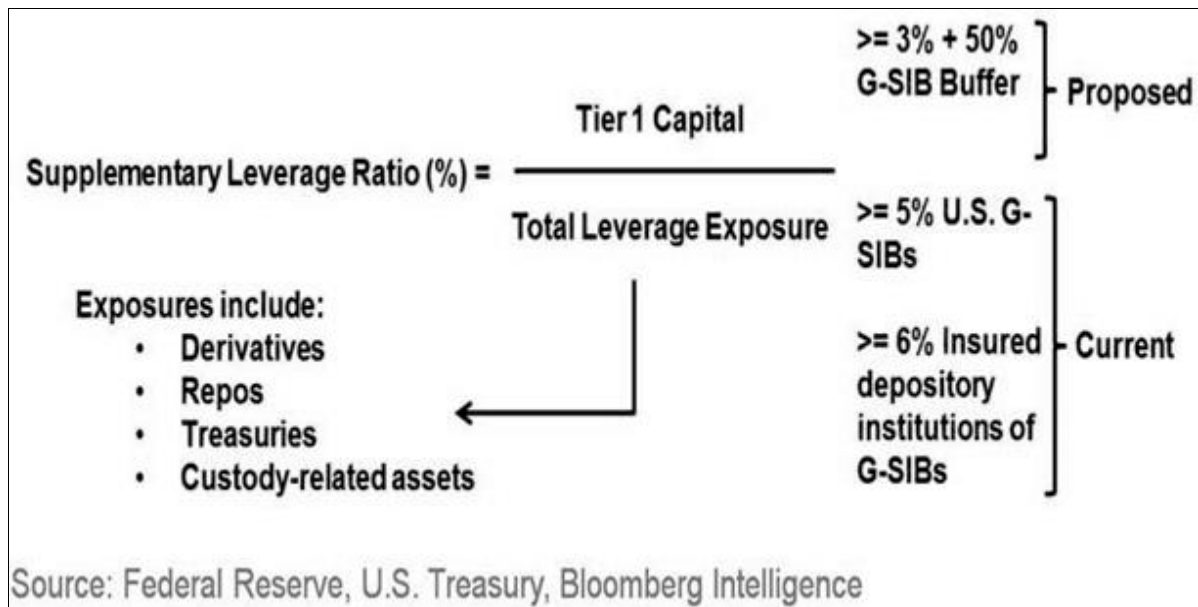 >= 3% + 50%
G-SIB Buffer
Proposed
Tier 1 Capital
Supplementary Leverage Ratio (%) =
Total Leverage Exposure
>= 5% U.S. G-
SIBs
>= 6% Insured
depository
institutions of
G-SIBs
Current
Exposures include:
• Derivatives
• Repos
• Treasuries
• Custody-related assets
Source: Federal Reserve, U.S. Treasury, Bloomberg Intelligence